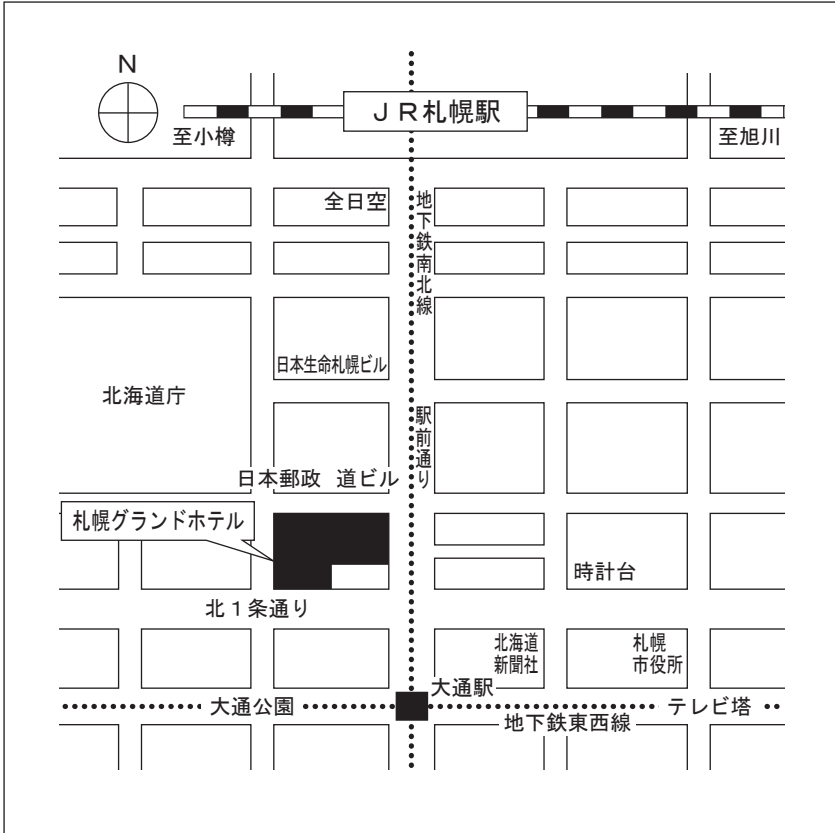 N
ＪＲ札幌駅
至小樽
至旭川
全日空
地下鉄南北線
日本生命札幌ビル
北海道庁
駅前通り
日本郵政 道ビル
札幌グランドホテル
時計台
北１条通り
北海道
新聞社
札幌
市役所
大通駅
大通公園
テレビ塔
地下鉄東西線